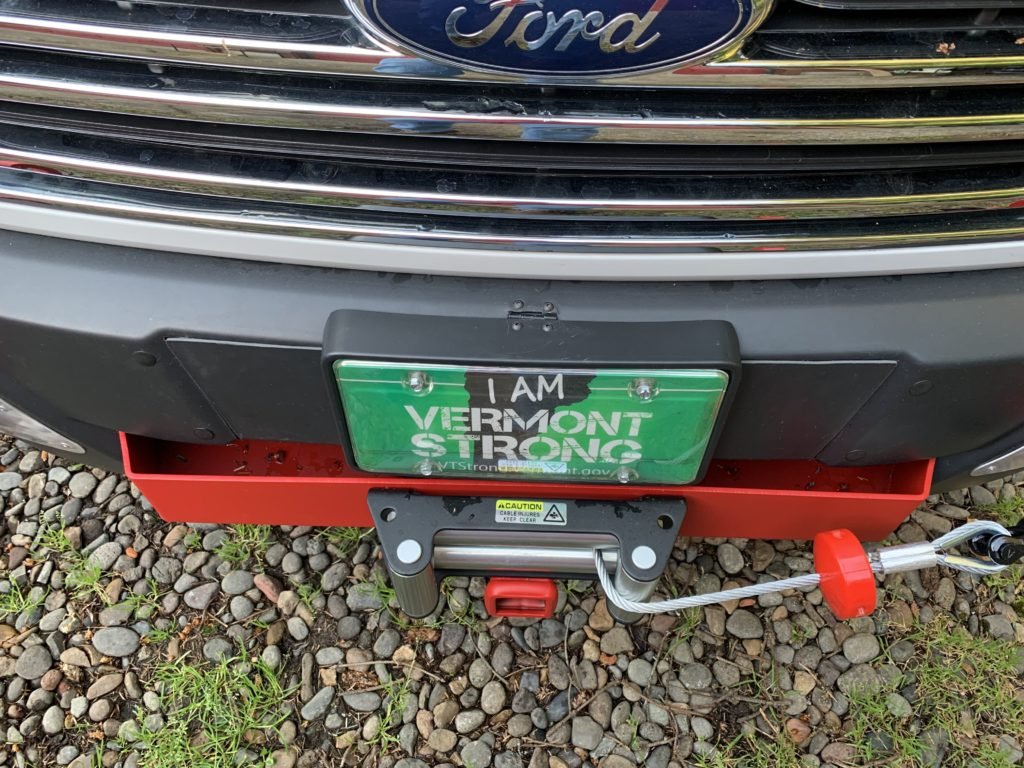 Ford
I AM
VERMONT
STRONG
CAUTION
CABLE INJURES
KEEP CLEAR